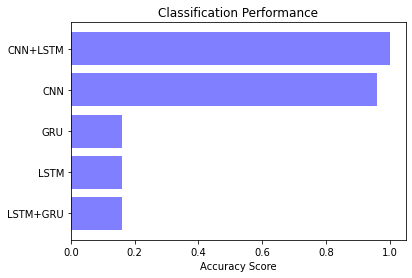 Classification Performance
CNN+LSTM
CNN
GRU
LSTM
LSTM+GRU
0.0 0.2 0.4 0.6 0.8 1.0
Accuracy Score